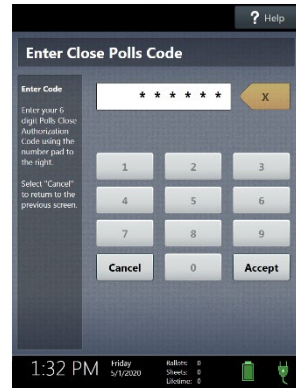 ? Help
Enter Close Polls Code
Enter Code
Enter your 6
digit Polls Close
Authorization
Code using the
number pad to
the right.
Select "Cancel"
to return to the
previous screen.
* * * * * *
X
1 2 3
4 5 6
7 8 9
Cancel 0 Accept
1:32 PM
Friday
5/1/2020
Ballots: 0
Sheets: 0
Lifetime: 0